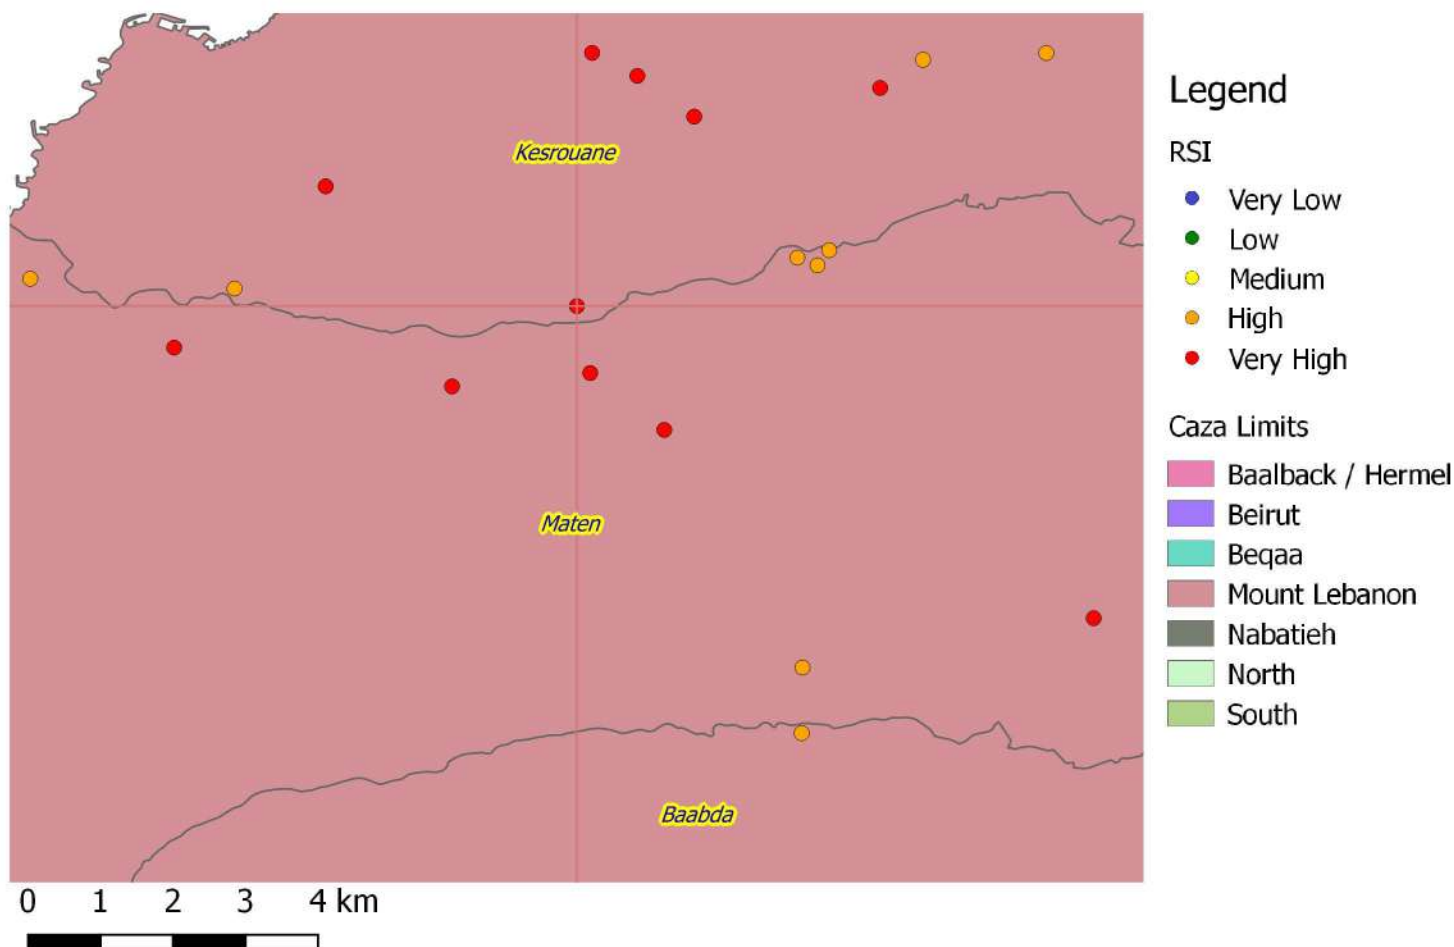 Kesrouane
Maten
Baabda
0 1 2 3 4 km
Legend
RSI
Very Low
Low
Medium
High
Very High
Caza Limits
Baalback / Hermel
Beirut
Beqaa
Mount Lebanon
Nabatieh
North
South